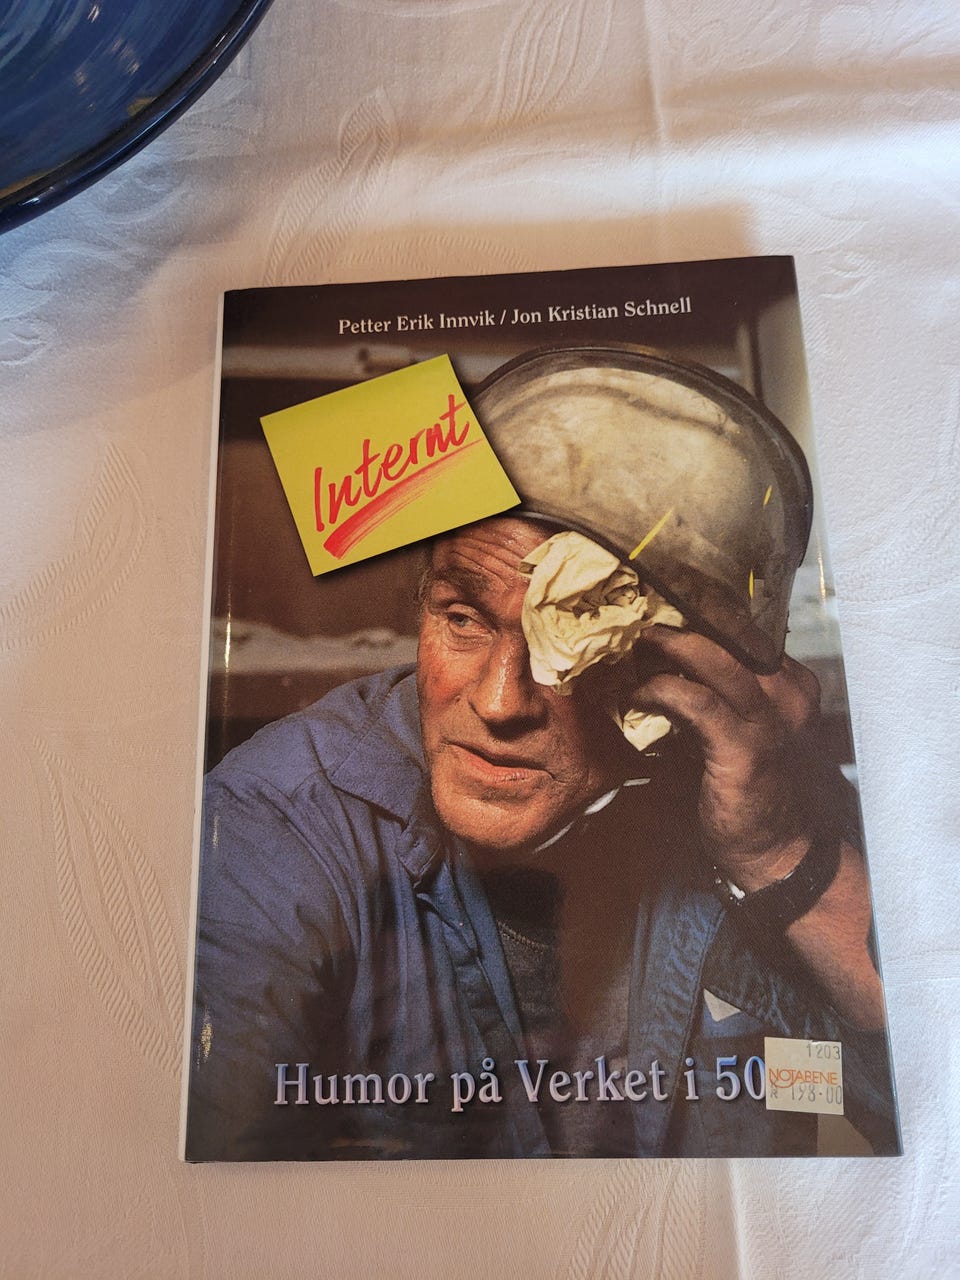 Petter Erik Innvik / Jon Kristian Schnell
Internt
Humor på Verket i 50
1203
NOTABENE
R 198.00